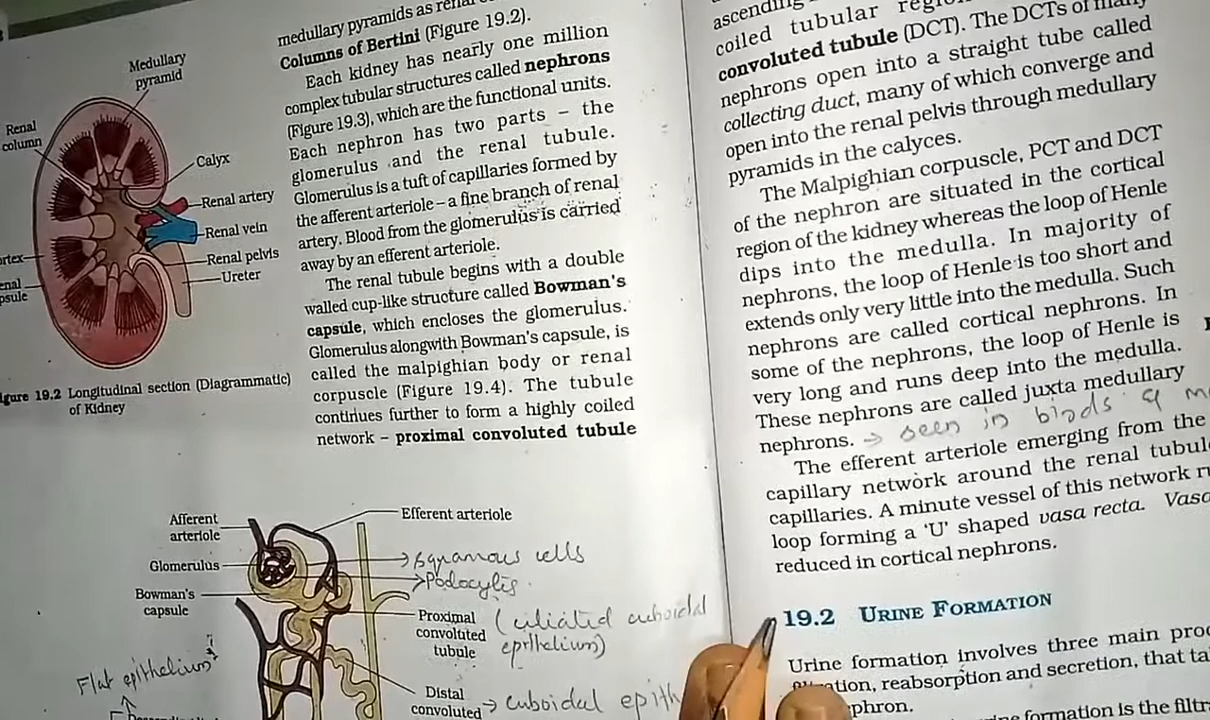 medullary pyramids as renal
Columns of Bertini (Figure 19.2).
Each kidney has nearly one million
complex tubular structures called nephrons
(Figure 19.3), which are the functional units.
Each nephron has two parts – the
glomerulus and the renal tubule.
Glomerulus is a tuft of capillaries formed by
the afferent arteriole – a fine branch of renal
artery. Blood from the glomerulus is carried
away by an efferent arteriole.
The renal tubule begins with a double
walled cup-like structure called Bowman's
capsule, which encloses the glomerulus.
Glomerulus alongwith Bowman's capsule, is
called the malpighian body or renal
corpuscle (Figure 19.4). The tubule
continues further to form a highly coiled
network – proximal convoluted tubule
Medullary
pyramid
Renal
column
Calyx
Renal artery
Renal vein
Renal pelvis
Ureter
Figure 19.2 Longitudinal section (Diagrammatic)
of Kidney
Afferent
arteriole
Efferent arteriole
Glomerulus
squamous cells
Podocytis
Bowman's
capsule
Proximal
convoluted
tubule
(ciliated cuboidal
epithelium)
Flat epithelium
Distal
convoluted
cuboidal epith
ascending
coiled tubular
convoluted tubule (DCT). The DCTs of many
nephrons open into a straight tube called
collecting duct, many of which converge and
open into the renal pelvis through medullary
pyramids in the calyces.
The Malpighian corpuscle, PCT and DCT
of the nephron are situated in the cortical
region of the kidney whereas the loop of Henle
dips into the medulla. In majority of
nephrons, the loop of Henle is too short and
extends only very little into the medulla. Such
nephrons are called cortical nephrons. In
some of the nephrons, the loop of Henle is
very long and runs deep into the medulla.
These nephrons are called juxta medullary
nephrons. → seen in birds &
The efferent arteriole emerging from the
capillary network around the renal
capillaries. A minute vessel of this network
loop forming a 'U' shaped vasa recta. Vasa
reduced in cortical nephrons.
19.2 URINE FORMATION
Urine formation involves three main
reabsorption and secretion, that
formation is the